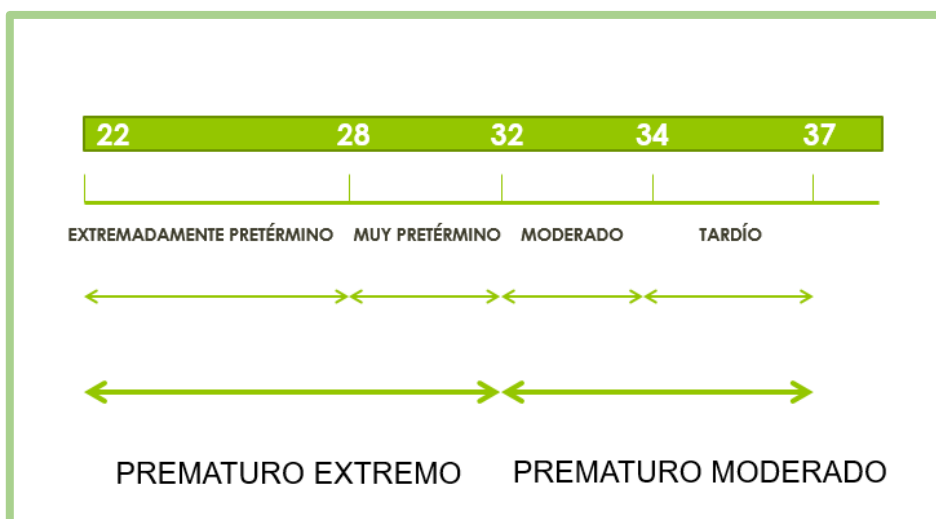 22 28 32 34 37
EXTREMADAMENTE PRETÉRMINO MUY PRETÉRMINO MODERADO TARDÍO
PREMATURO EXTREMO PREMATURO MODERADO